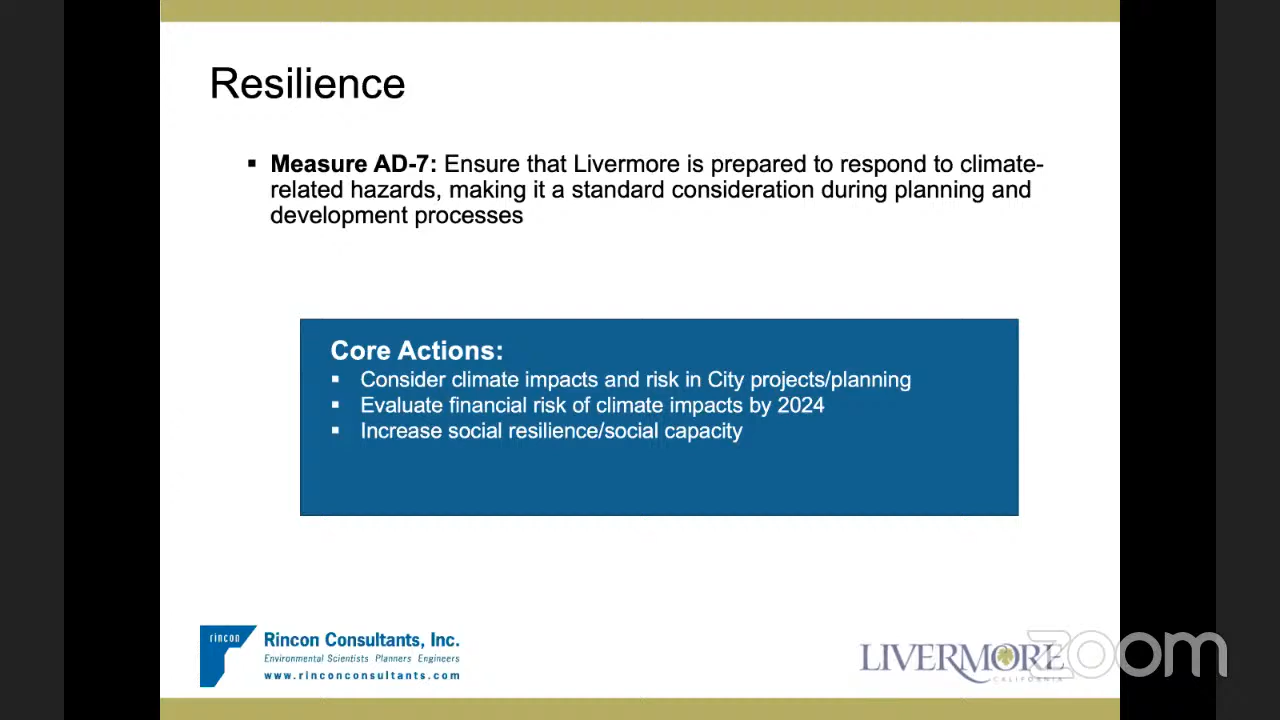 Resilience
▪ Measure AD-7: Ensure that Livermore is prepared to respond to climate-
related hazards, making it a standard consideration during planning and
development processes
Core Actions:
▪ Consider climate impacts and risk in City projects/planning
▪ Evaluate financial risk of climate impacts by 2024
▪ Increase social resilience/social capacity
rincon
Rincon Consultants, Inc.
Environmental Scientists Planners Engineers
www.rinconconsultants.com
LIVERMORE
CALIFORNIA
zoom